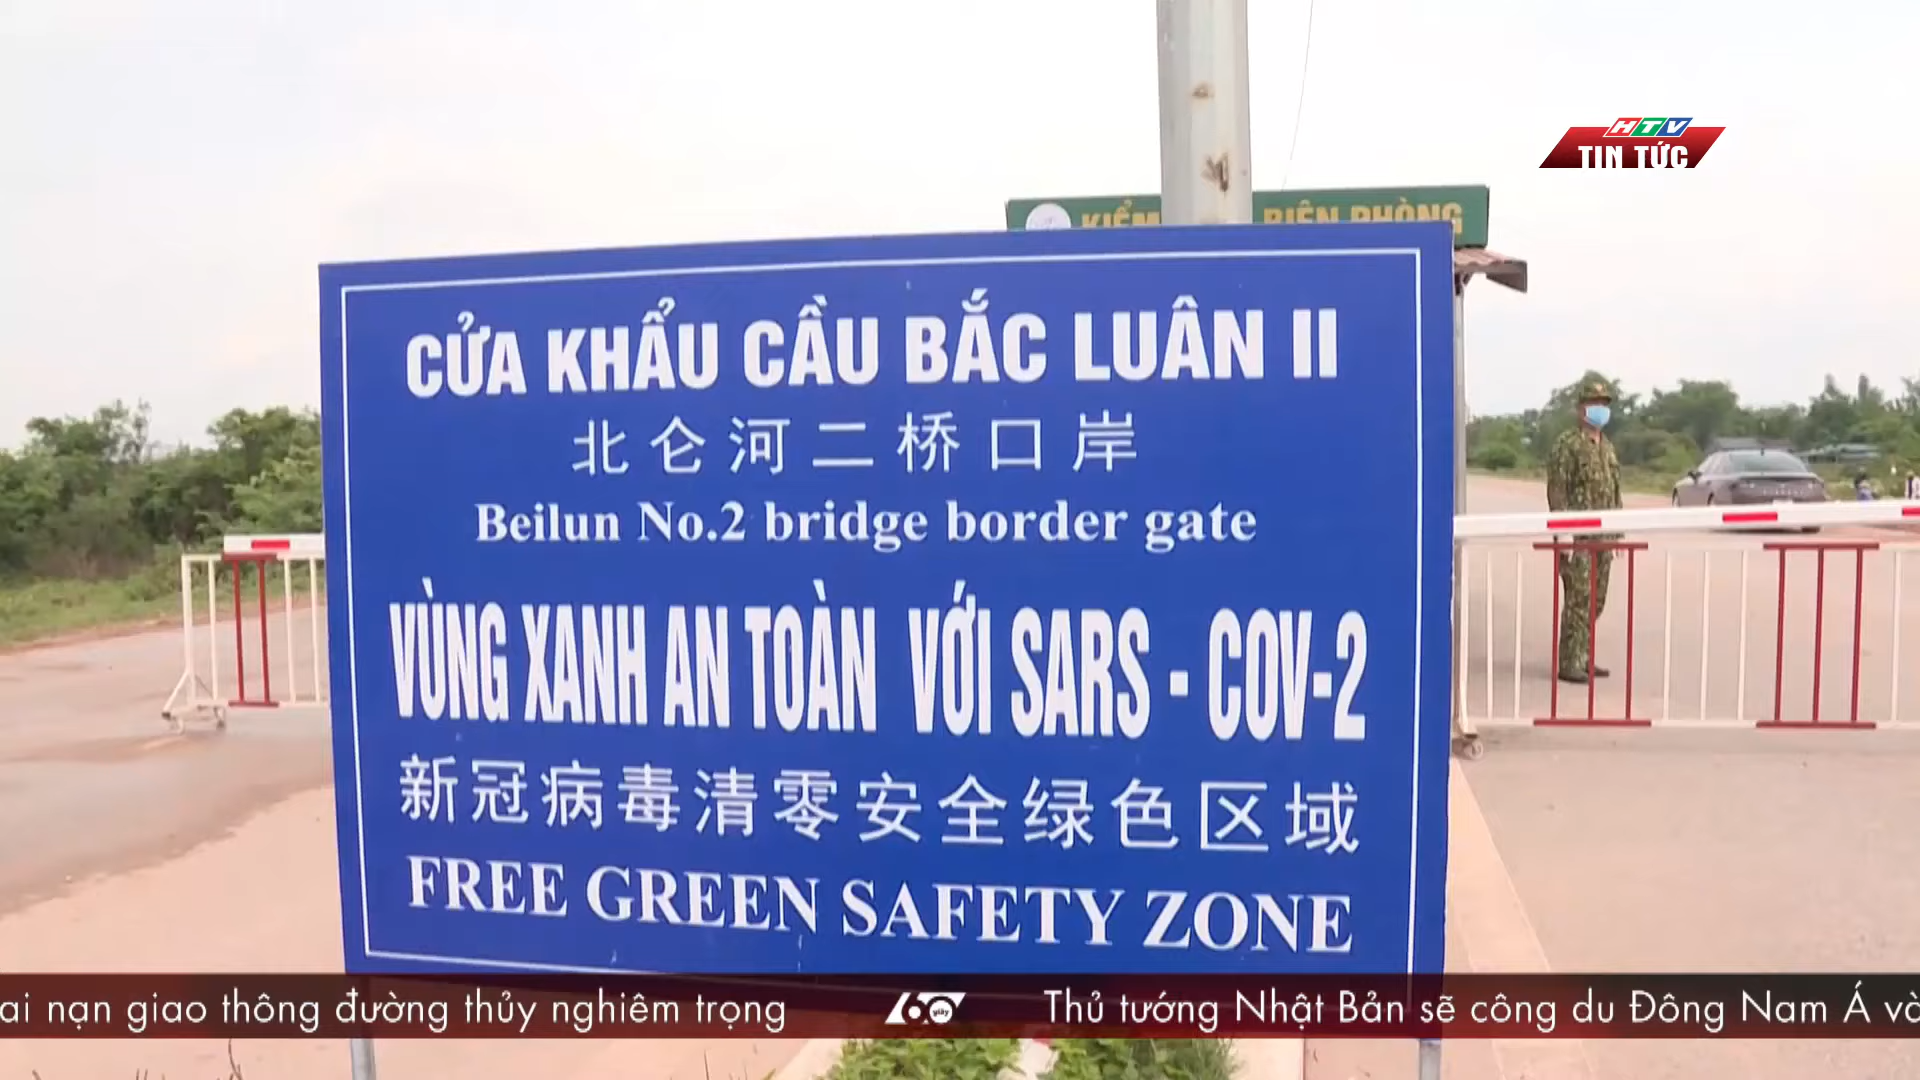 HTV
TIN TỨC
BIÊN PHÒNG
CỬA KHẨU CẦU BẮC LUÂN II
北仑河二桥口岸
Beilun No.2 bridge border gate
VÙNG XANH AN TOÀN VỚI SARS - COV-2
新冠病毒清零安全绿色区域
FREE GREEN SAFETY ZONE
ai nạn giao thông đường thủy nghiêm trọng 60 giây Thủ tướng Nhật Bản sẽ công du Đông Nam Á và